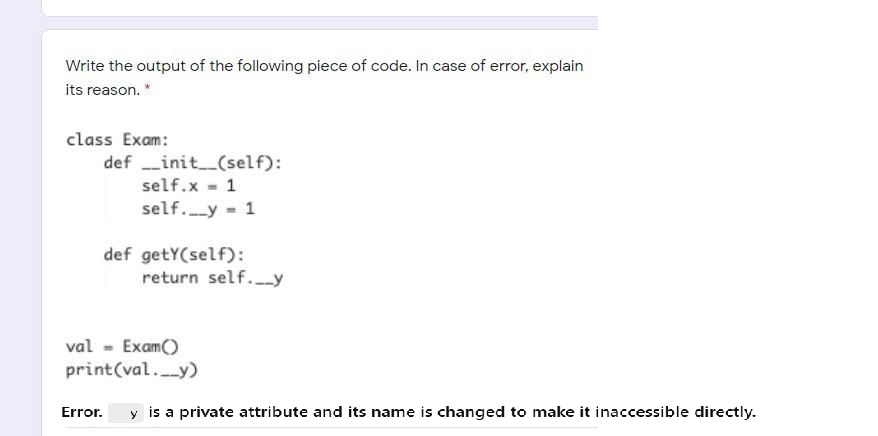 Write the output of the following piece of code. In case of error, explain
its reason. *
class Exam:
def __init__(self):
self.x = 1
self.__y = 1
def getY(self):
return self.__y
val = Exam()
print(val.__y)
Error. __y is a private attribute and its name is changed to make it inaccessible directly.